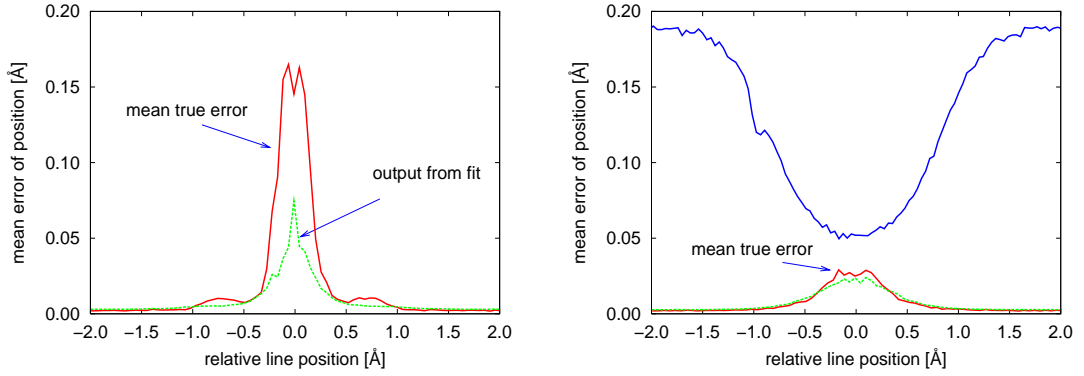 0.20
0.15
0.10
0.05
0.00
mean error of position [Å]
mean true error
output from fit
−2.0 −1.5 −1.0 −0.5 0.0 0.5 1.0 1.5 2.0
relative line position [Å]
0.20
0.15
0.10
0.05
0.00
mean error of position [Å]
mean true error
−2.0 −1.5 −1.0 −0.5 0.0 0.5 1.0 1.5 2.0
relative line position [Å]